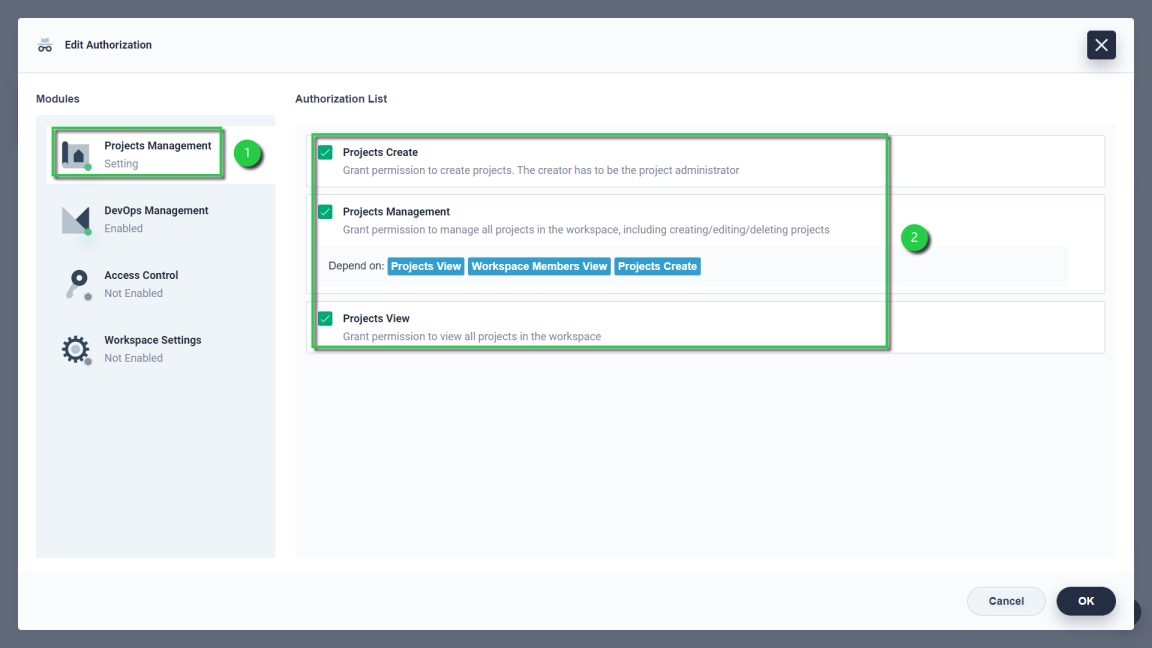 Edit Authorization
Modules
Authorization List
Projects Management
Setting
1
DevOps Management
Enabled
Access Control
Not Enabled
Workspace Settings
Not Enabled
Projects Create
Grant permission to create projects. The creator has to be the project administrator
Projects Management
Grant permission to manage all projects in the workspace, including creating/editing/deleting projects
2
Depend on: Projects View Workspace Members View Projects Create
Projects View
Grant permission to view all projects in the workspace
Cancel
OK